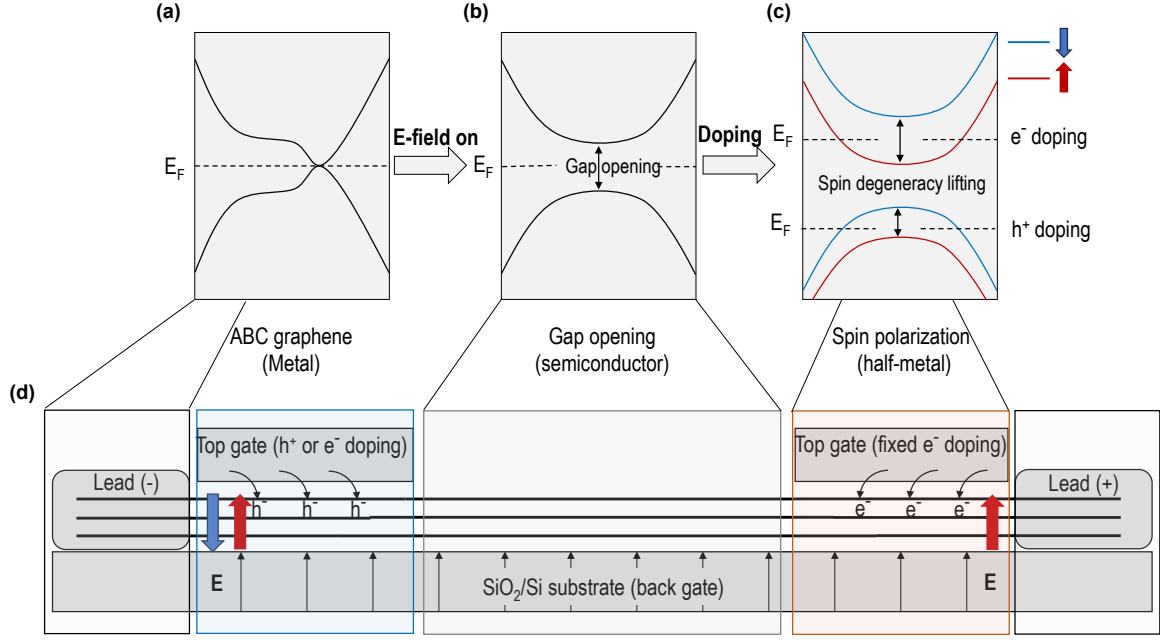 (a)
(b)
(c)
E-field on
Doping
E_F
E_F
Gap opening
E_F
e⁻ doping
Spin degeneracy lifting
E_F
h⁺ doping
ABC graphene
(Metal)
Gap opening
(semiconductor)
Spin polarization
(half-metal)
(d)
Top gate (h⁺ or e⁻ doping)
Top gate (fixed e⁻ doping)
Lead (-)
Lead (+)
h⁻ h⁻ h⁻
e⁻ e⁻ e⁻
E
SiO₂/Si substrate (back gate)
E